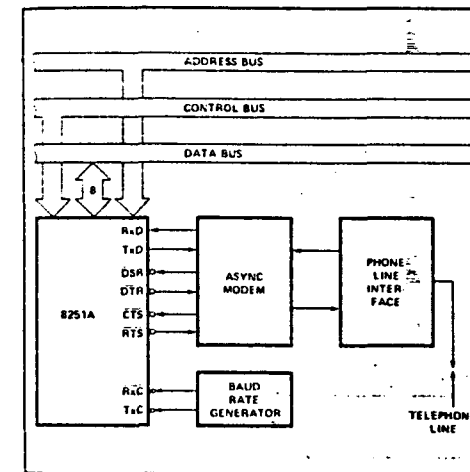 ADDRESS BUS
CONTROL BUS
DATA BUS
8
8251A
RxD
TxD
DSR
DTR
CTS
RTS
RxC
TxC
ASYNC
MODEM
PHONE
LINE
INTER-
FACE
BAUD
RATE
GENERATOR
TELEPHON
LINE